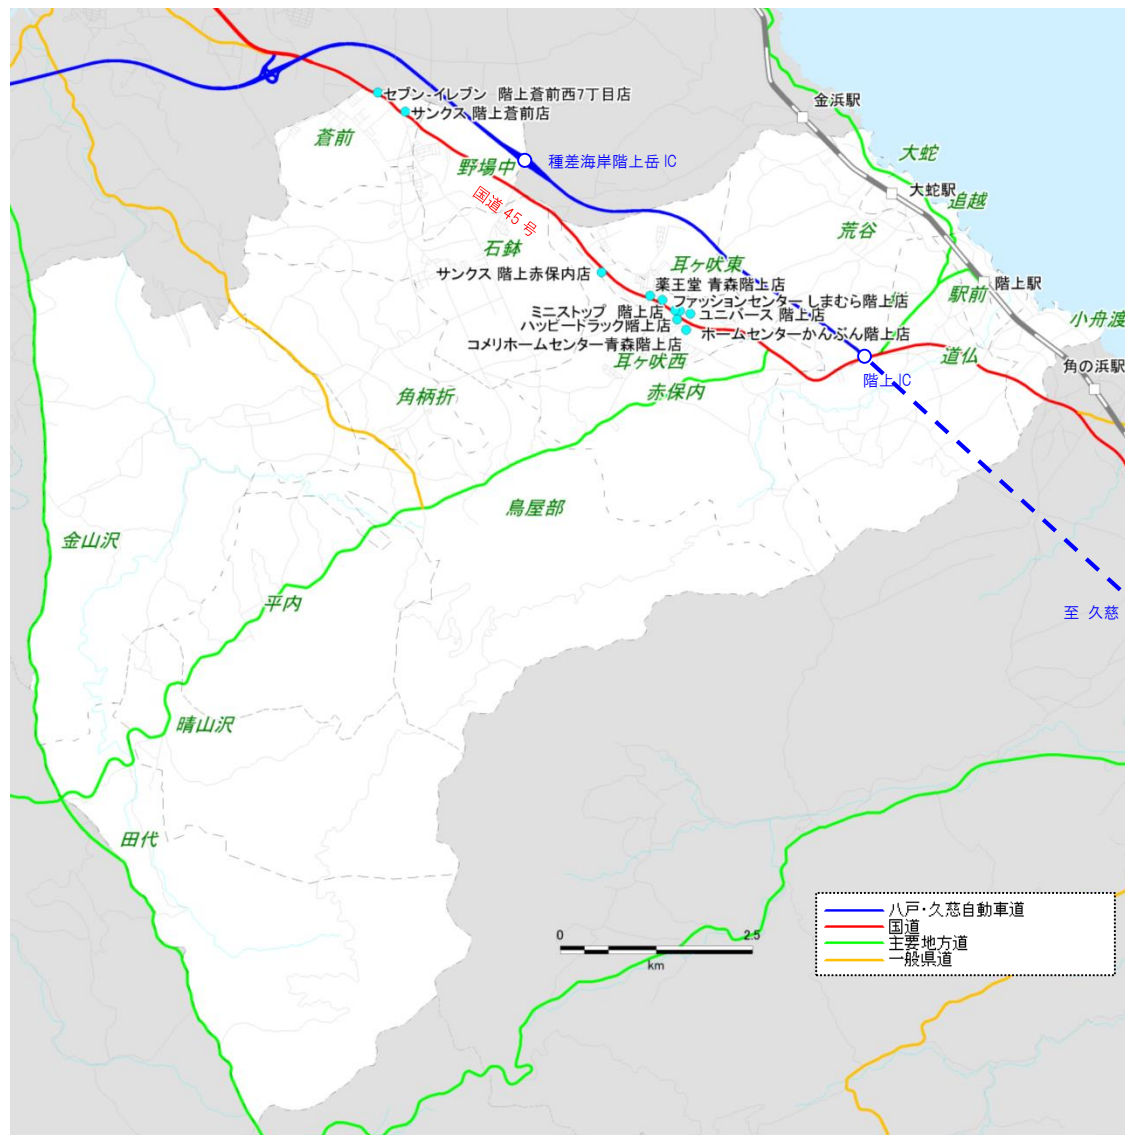 セブン-イレブン 階上蒼前西7丁目店
金浜駅
サンクス 階上蒼前店
蒼前
大蛇
野場中
種差海岸階上岳IC
大蛇駅
追越
国道45号
荒谷
石鉢
耳ヶ吠東
サンクス 階上赤保内店
薬王堂 青森階上店
階上駅
駅前
ファッションセンター しまむら階上店
ミニストップ 階上店
ユニバース 階上店
小舟渡
ハッピードラック階上店
ホームセンターかんぶん階上店
コメリホームセンター青森階上店
耳ヶ吠西
道仏
角の浜駅
階上IC
角柄折
赤保内
鳥屋部
金山沢
平内
至 久慈
晴山沢
田代
八戸・久慈自動車道
国道
主要地方道
一般県道
0
2.5
km